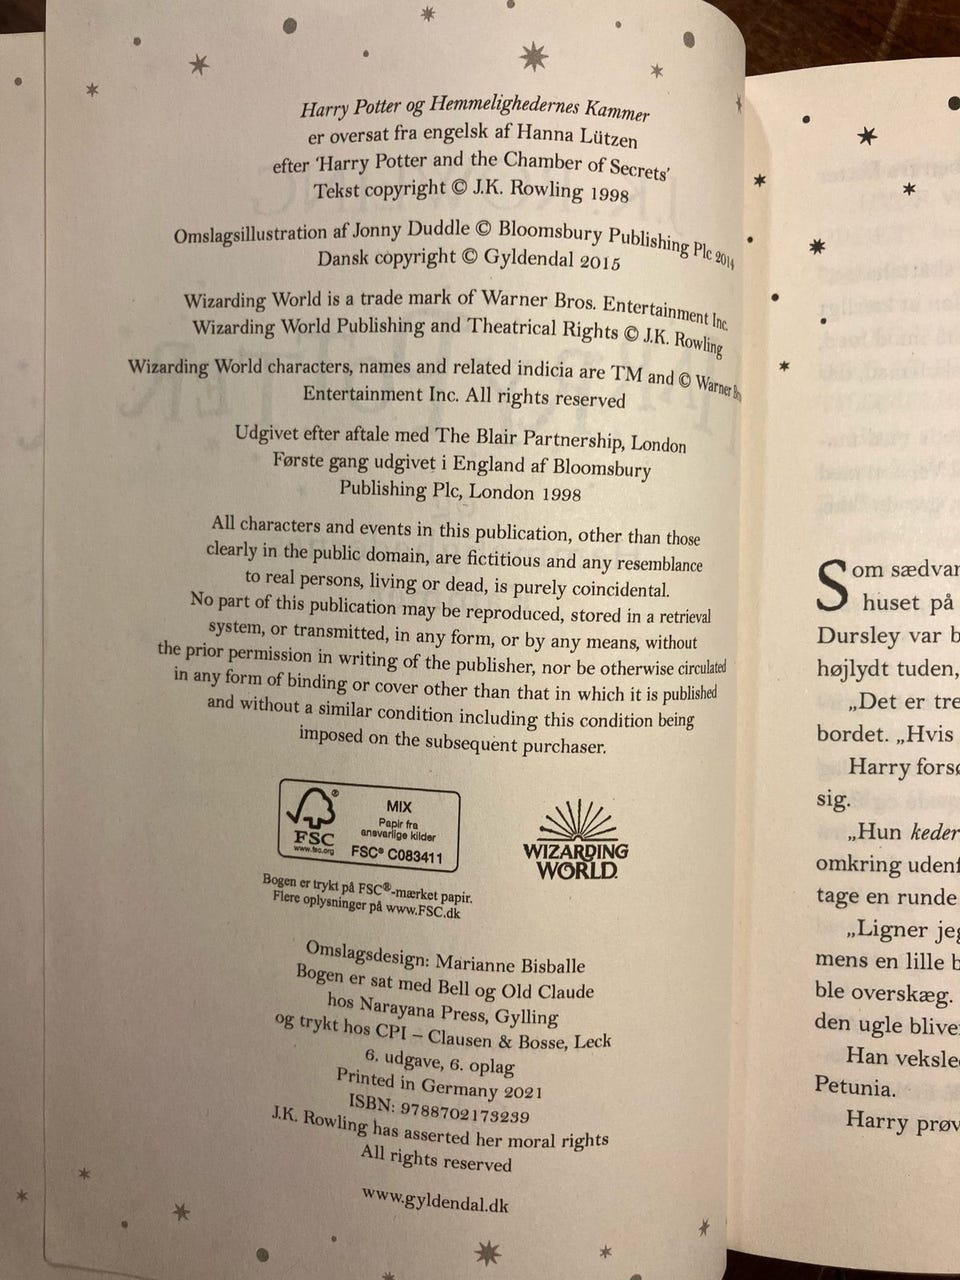 Harry Potter og Hemmelighedernes Kammer
er oversat fra engelsk af Hanna Lützen
efter ‘Harry Potter and the Chamber of Secrets’
Tekst copyright © J.K. Rowling 1998
Omslagsillustration af Jonny Duddle © Bloomsbury Publishing Plc 2014
Dansk copyright © Gyldendal 2015
Wizarding World is a trade mark of Warner Bros. Entertainment Inc.
Wizarding World Publishing and Theatrical Rights © J.K. Rowling
Wizarding World characters, names and related indicia are TM and © Warner Bro
Entertainment Inc. All rights reserved
Udgivet efter aftale med The Blair Partnership, London
Første gang udgivet i England af Bloomsbury
Publishing Plc, London 1998
All characters and events in this publication, other than those
clearly in the public domain, are fictitious and any resemblance
to real persons, living or dead, is purely coincidental.
No part of this publication may be reproduced, stored in a retrieval
system, or transmitted, in any form, or by any means, without
the prior permission in writing of the publisher, nor be otherwise circulated
in any form of binding or cover other than that in which it is published
and without a similar condition including this condition being
imposed on the subsequent purchaser.
FSC®
www.fsc.org
MIX
Papir fra
ansvarlige kilder
FSC® C083411
WIZARDING
WORLD
Bogen er trykt på FSC®-mærket papir.
Flere oplysninger på www.FSC.dk
Omslagsdesign: Marianne Bisballe
Bogen er sat med Bell og Old Claude
hos Narayana Press, Gylling
og trykt hos CPI – Clausen & Bosse, Leck
6. udgave, 6. oplag
Printed in Germany 2021
ISBN: 9788702173239
J.K. Rowling has asserted her moral rights
All rights reserved
www.gyldendal.dk
Som sædvan
huset på
Dursley var b
højlydt tuden,
„Det er tre
bordet. „Hvis
Harry forsø
sig.
„Hun keder
omkring udenf
tage en runde
„Ligner jeg
mens en lille b
ble overskæg.
den ugle blive
Han veksle
Petunia.
Harry prøv